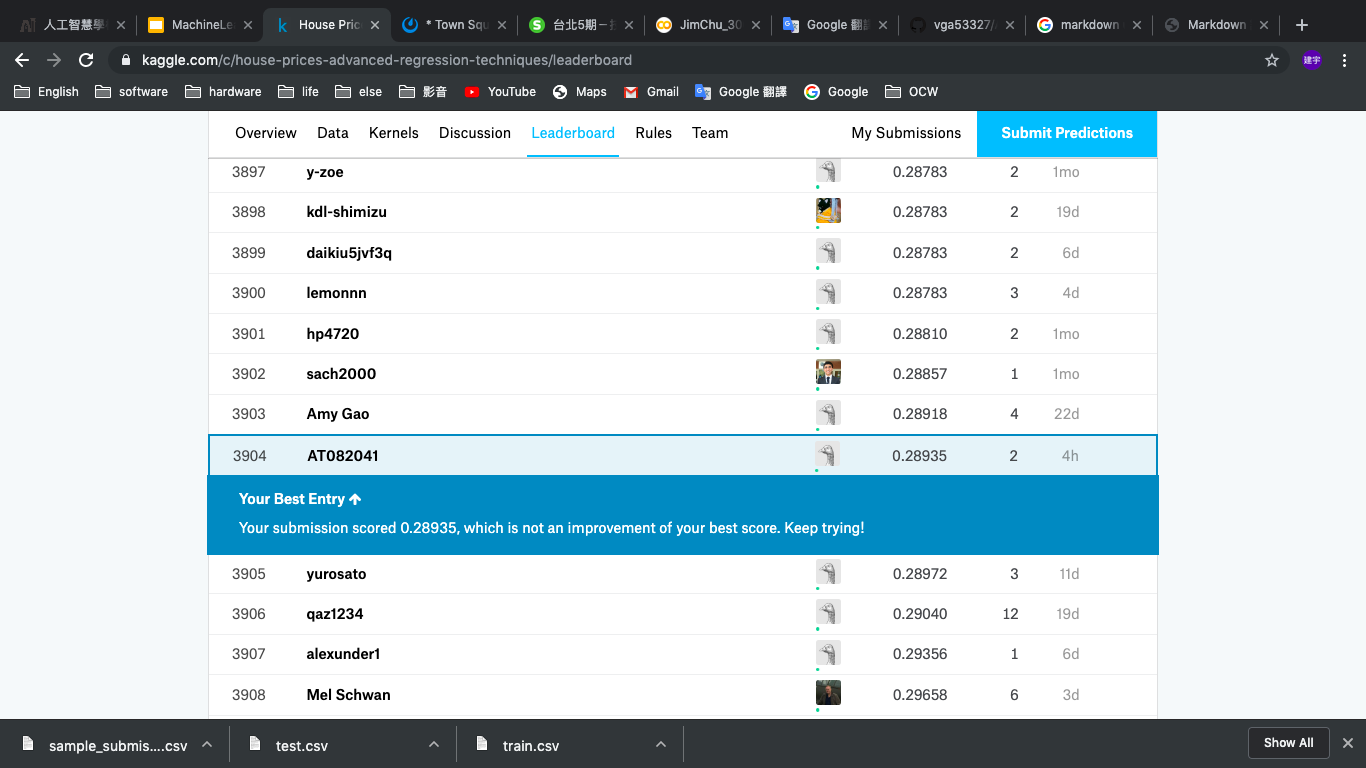 人工智慧學 MachineLe House Pric * Town Squ 台北5期 JimChu_30 Google 翻 vga53327/ markdown Markdown
kaggle.com/c/house-prices-advanced-regression-techniques/leaderboard 建宇
English software hardware life else 影音 YouTube Maps Gmail Google 翻譯 Google OCW
Overview Data Kernels Discussion Leaderboard Rules Team My Submissions Submit Predictions
3897 y-zoe 0.28783 2 1mo
3898 kdl-shimizu 0.28783 2 19d
3899 daikiu5jvf3q 0.28783 2 6d
3900 lemonnn 0.28783 3 4d
3901 hp4720 0.28810 2 1mo
3902 sach2000 0.28857 1 1mo
3903 Amy Gao 0.28918 4 22d
3904 AT082041 0.28935 2 4h
Your Best Entry
Your submission scored 0.28935, which is not an improvement of your best score. Keep trying!
3905 yurosato 0.28972 3 11d
3906 qaz1234 0.29040 12 19d
3907 alexunder1 0.29356 1 6d
3908 Mel Schwan 0.29658 6 3d
sample_submis....csv test.csv train.csv Show All